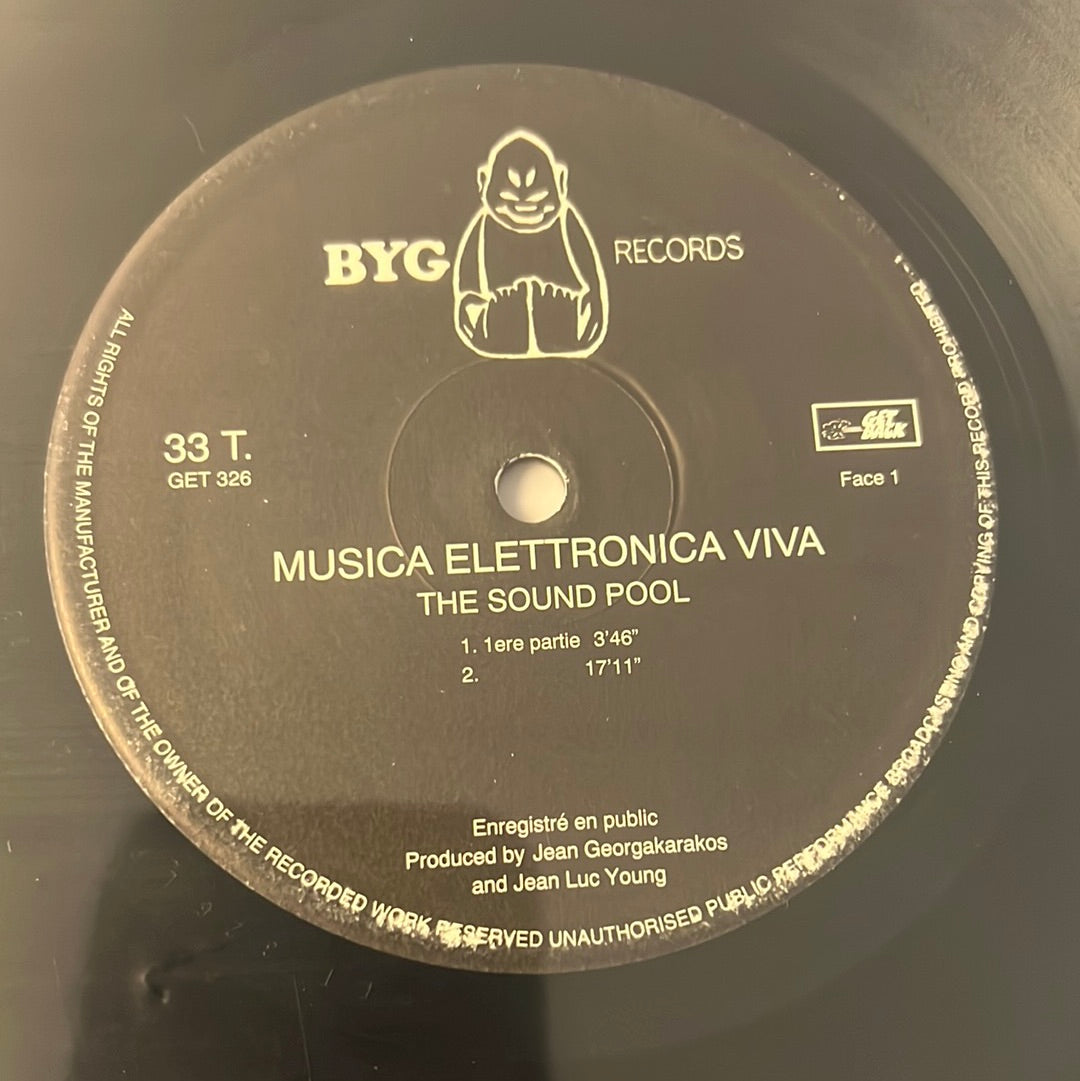 BYG RECORDS
33 T.
GET 326
GET BACK
Face 1
MUSICA ELETTRONICA VIVA
THE SOUND POOL
1. 1ere partie 3'46”
2. 17'11”
Enregistré en public
Produced by Jean Georgakarakos
and Jean Luc Young
ALL RIGHTS OF THE MANUFACTURER AND OF THE OWNER OF THE RECORDED WORK RESERVED UNAUTHORISED PUBLIC PERFORMANCE BROADCASTING AND COPYING OF THIS RECORD PROHIBITED